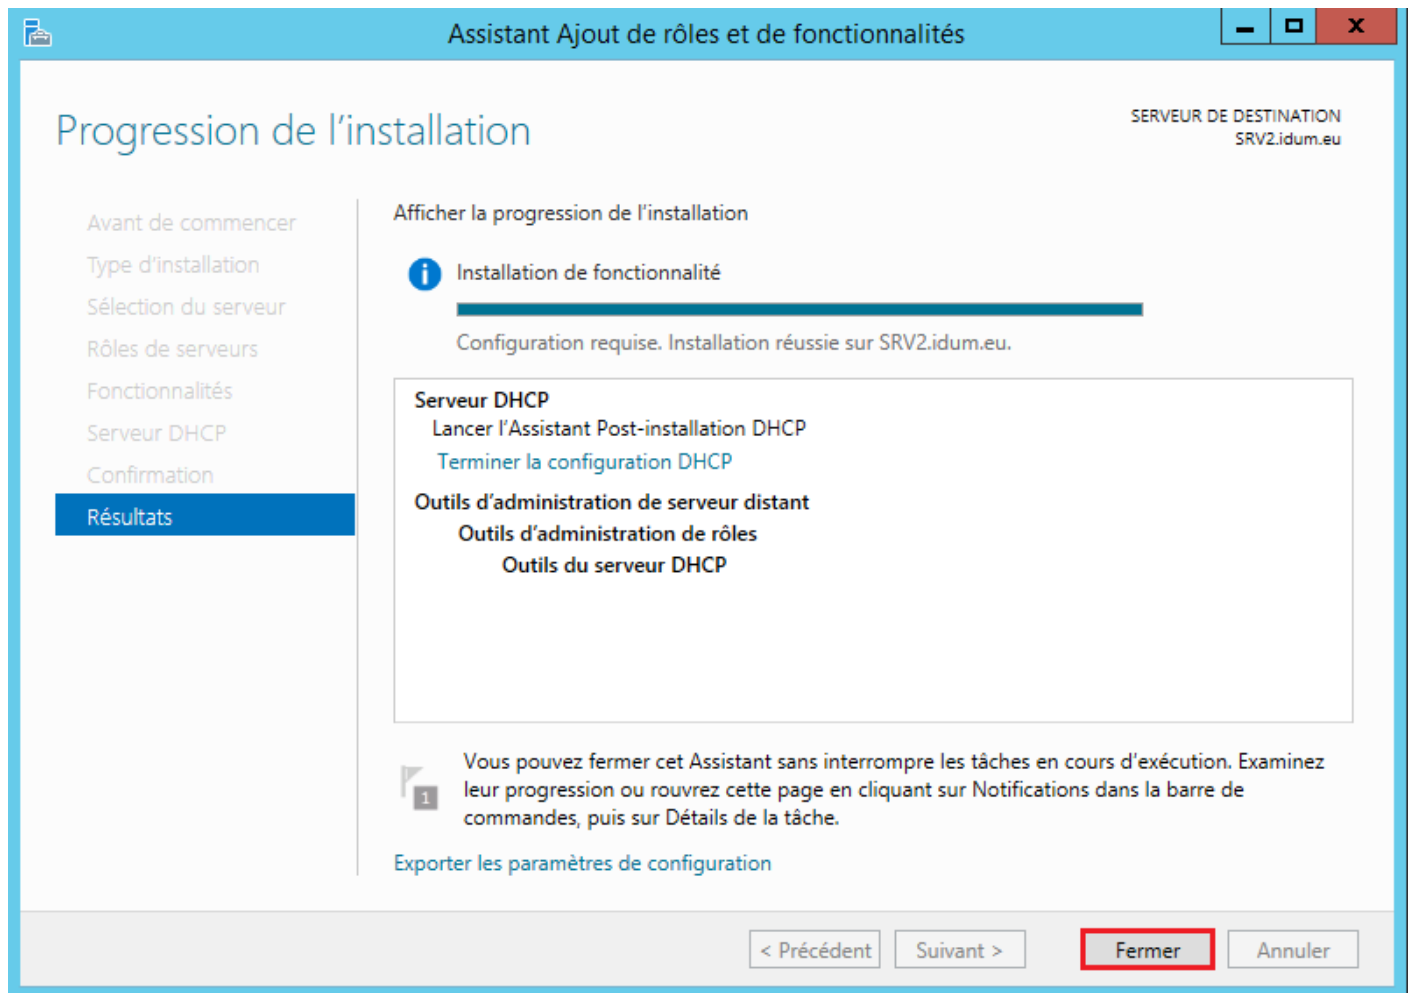 Assistant Ajout de rôles et de fonctionnalités
Progression de l'installation
SERVEUR DE DESTINATION
SRV2.idum.eu
Avant de commencer
Type d'installation
Sélection du serveur
Rôles de serveurs
Fonctionnalités
Serveur DHCP
Confirmation
Résultats
Afficher la progression de l'installation
Installation de fonctionnalité
Configuration requise. Installation réussie sur SRV2.idum.eu.
Serveur DHCP
Lancer l'Assistant Post-installation DHCP
Terminer la configuration DHCP
Outils d'administration de serveur distant
Outils d'administration de rôles
Outils du serveur DHCP
1
Vous pouvez fermer cet Assistant sans interrompre les tâches en cours d'exécution. Examinez
leur progression ou rouvrez cette page en cliquant sur Notifications dans la barre de
commandes, puis sur Détails de la tâche.
Exporter les paramètres de configuration
< Précédent
Suivant >
Fermer
Annuler